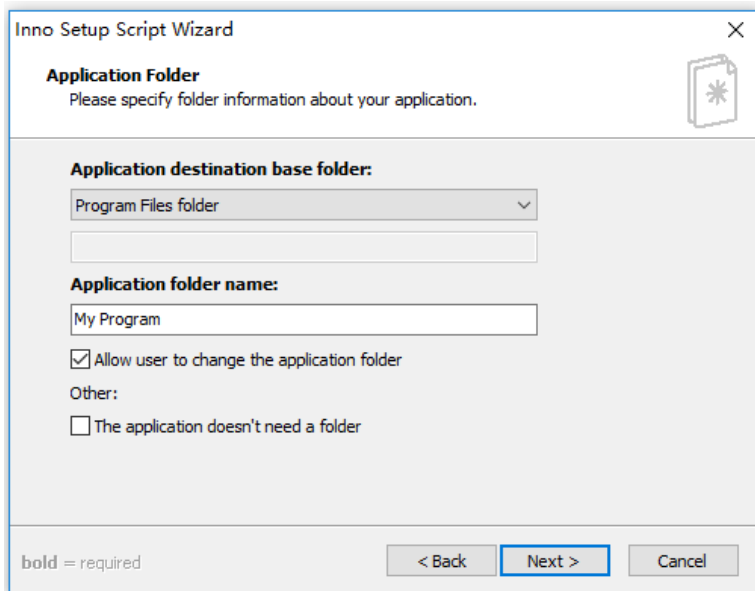 Inno Setup Script Wizard
Application Folder
Please specify folder information about your application.
Application destination base folder:
Program Files folder
Application folder name:
My Program
Allow user to change the application folder
Other:
The application doesn't need a folder
bold = required
< Back Next > Cancel